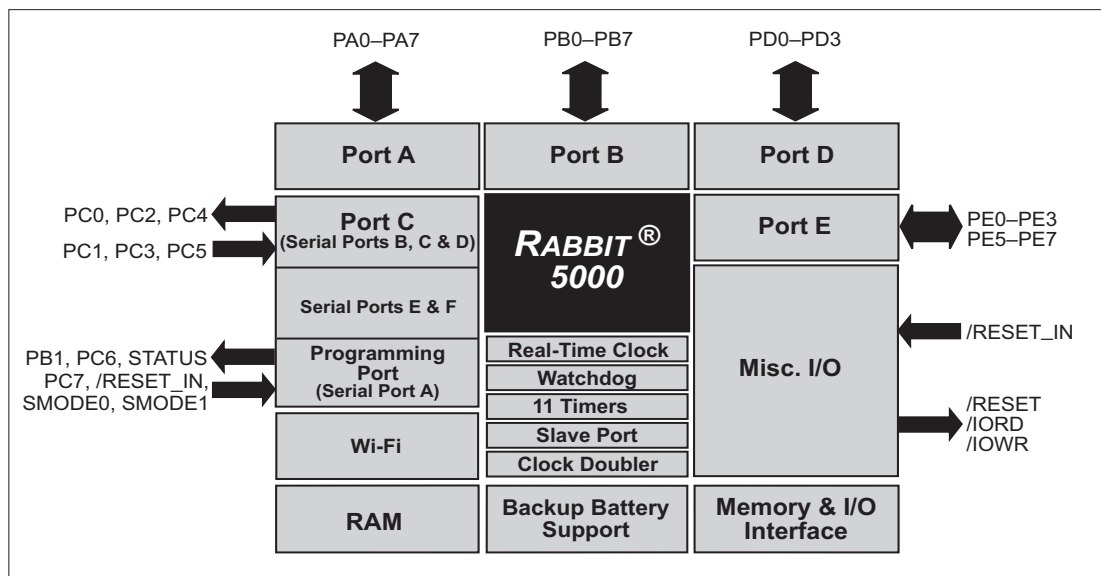 PA0–PA7
PB0–PB7
PD0–PD3
Port A
Port B
Port D
PC0, PC2, PC4
PC1, PC3, PC5
Port C
(Serial Ports B, C & D)
RABBIT ®
5000
Port E
PE0–PE3
PE5–PE7
Serial Ports E & F
PB1, PC6, STATUS
PC7, /RESET_IN,
SMODE0, SMODE1
Programming
Port
(Serial Port A)
Real-Time Clock
Watchdog
11 Timers
Slave Port
Clock Doubler
Misc. I/O
/RESET_IN
/RESET
/IORD
/IOWR
Wi-Fi
RAM
Backup Battery
Support
Memory & I/O
Interface